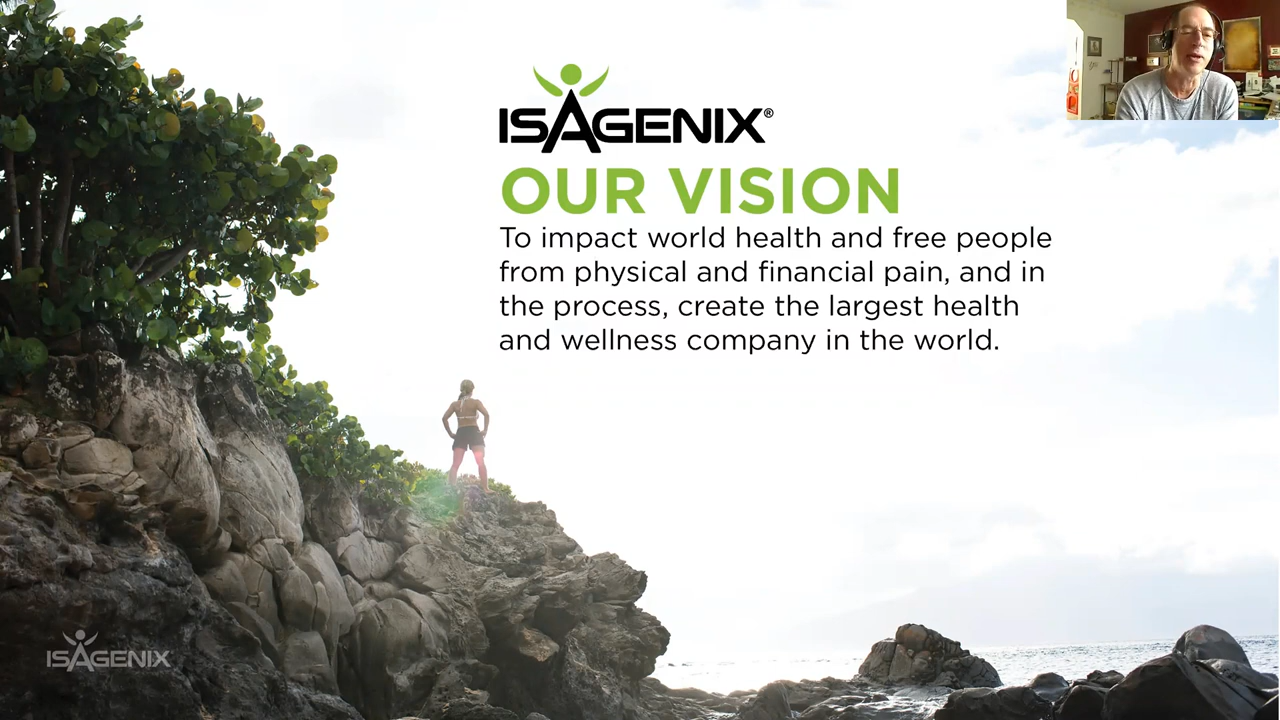 ISAGENIX®
OUR VISION
To impact world health and free people
from physical and financial pain, and in
the process, create the largest health
and wellness company in the world.
ISAGENIX